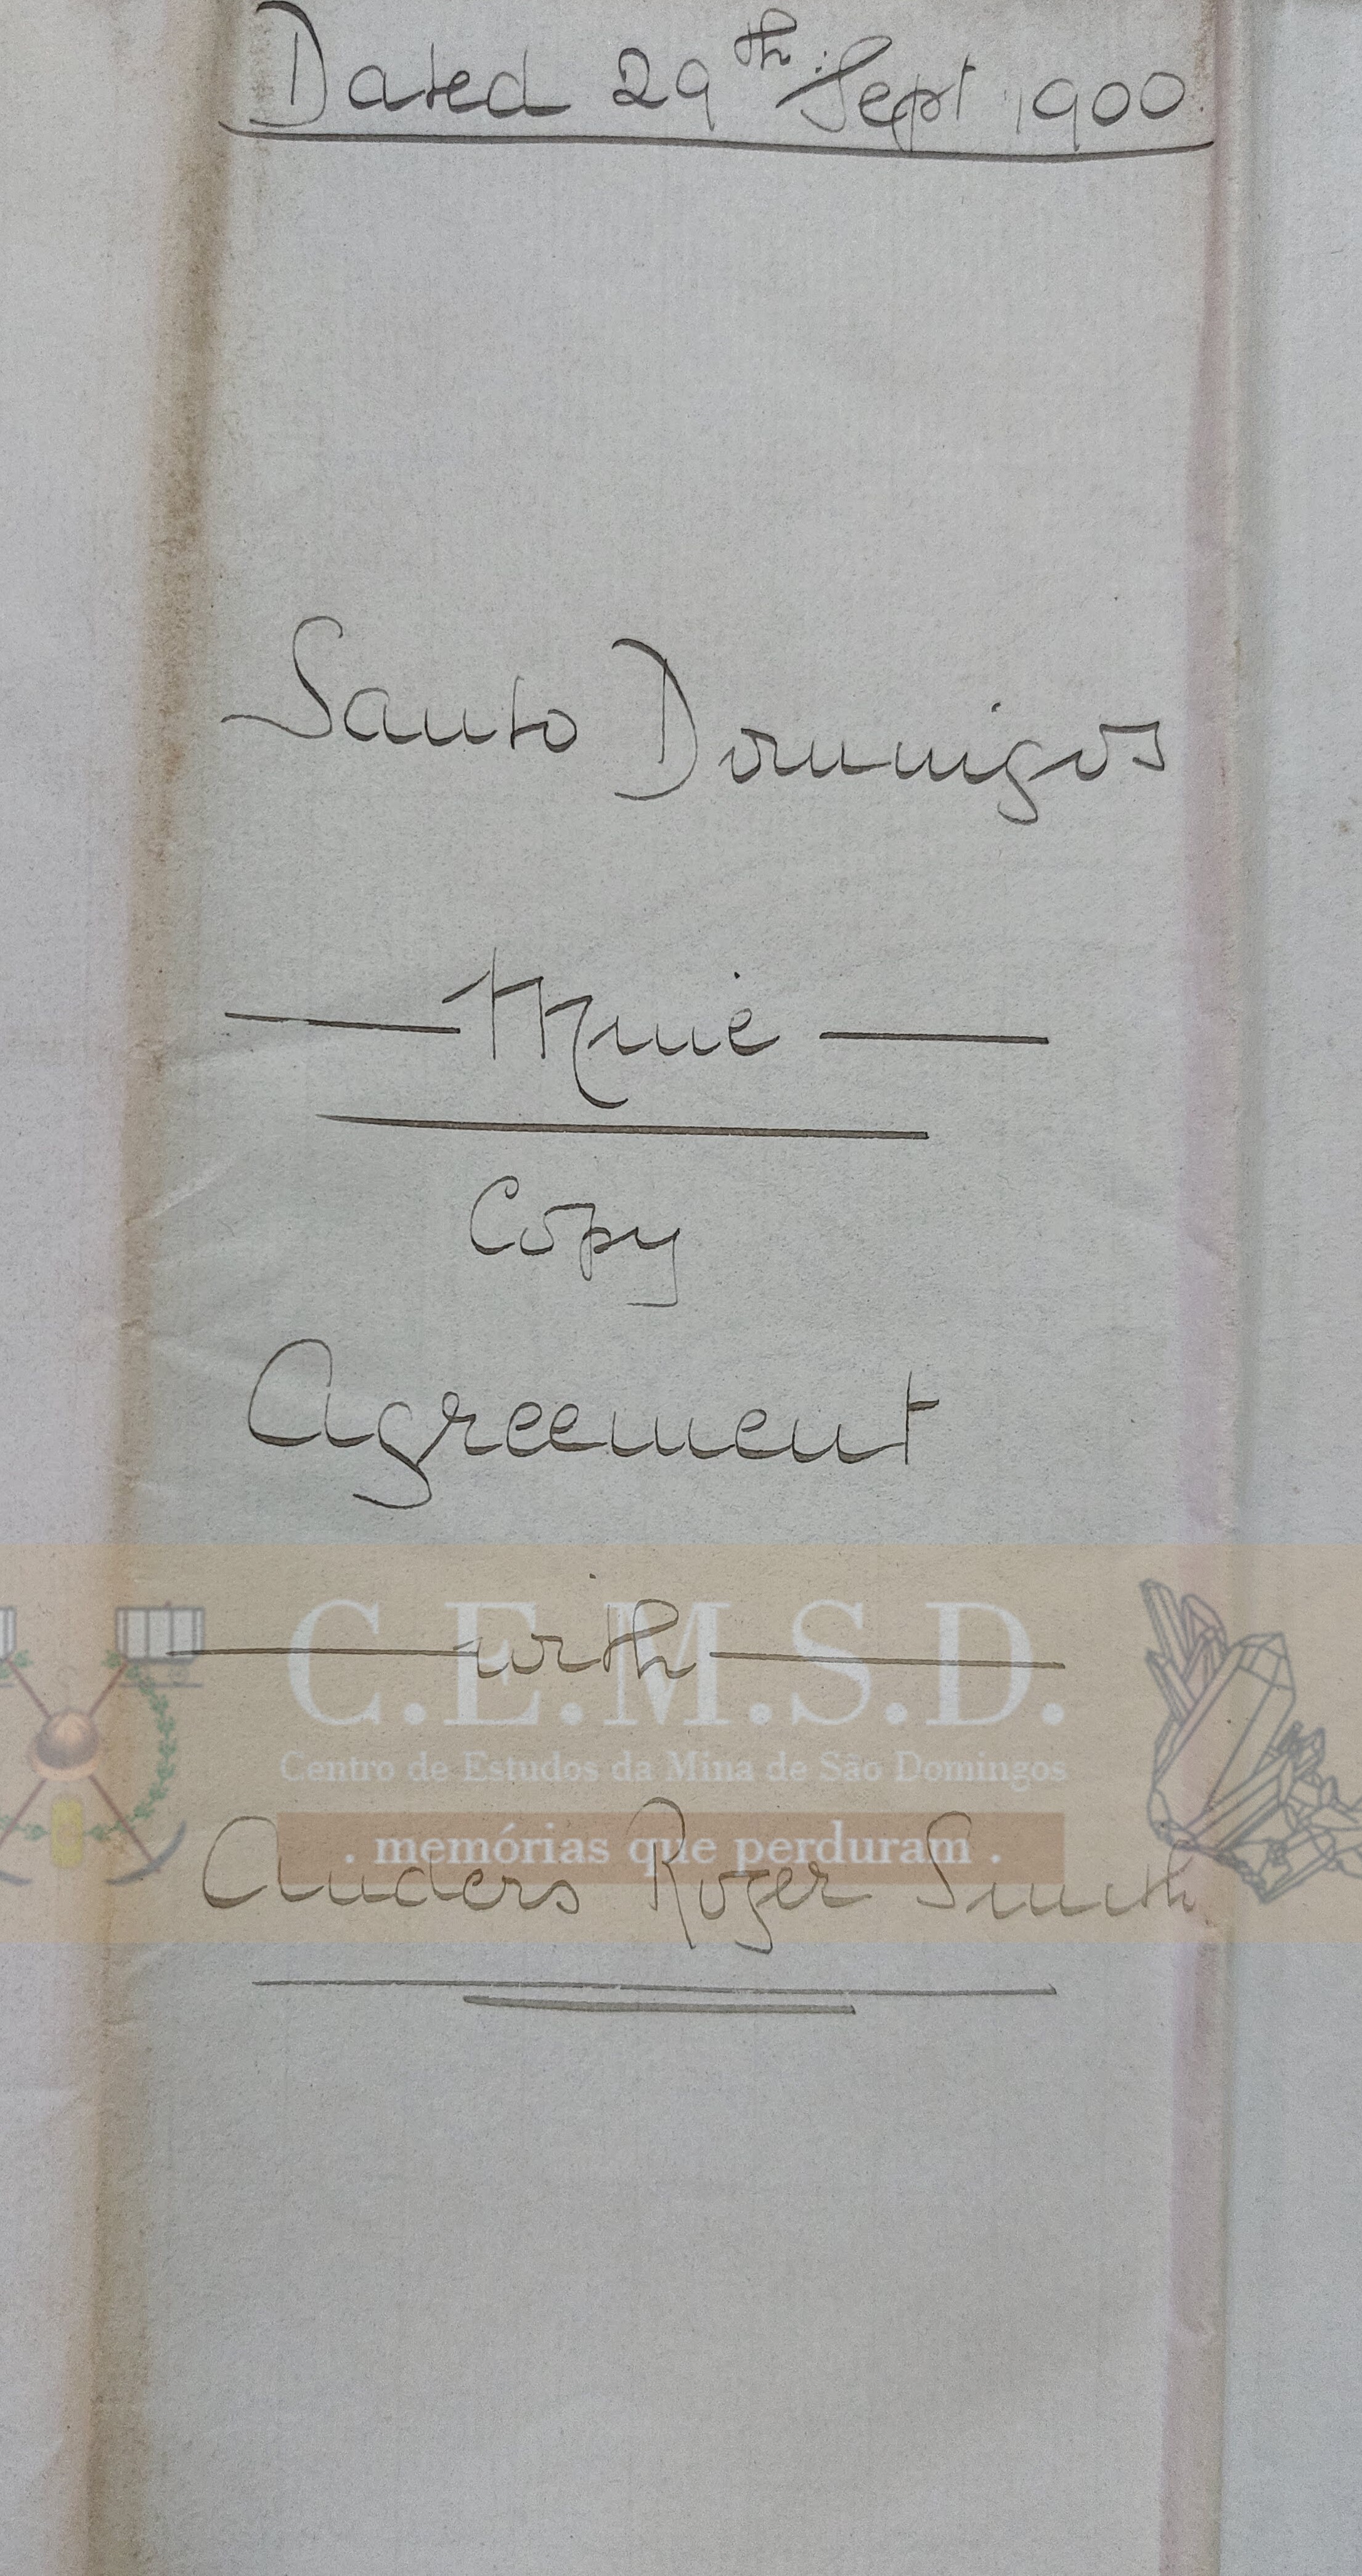 Dated 29th Sept 1900.
Santo Domingos
Mine
Copy
Agreement
with
C.E.M.S.D.
Centro de Estudos da Mina de São Domingos
. memórias que perduram .
Anders Roger Smith